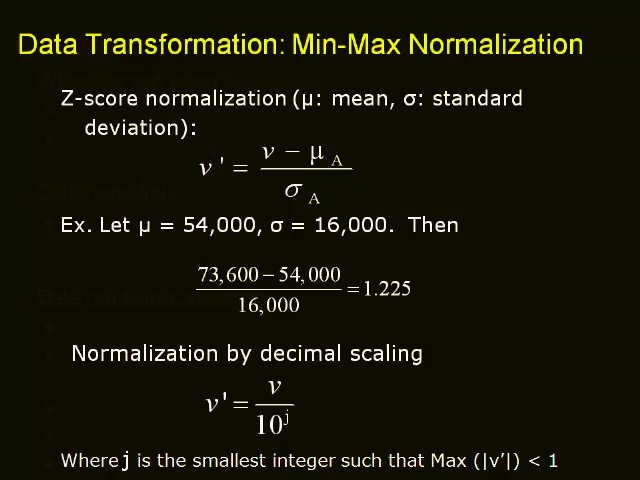 Data Transformation: Min-Max Normalization
Z-score normalization (μ: mean, σ: standard
deviation):
v' = (v − μ_A) / σ_A
Ex. Let μ = 54,000, σ = 16,000. Then
(73,600 − 54,000) / 16,000 = 1.225
Normalization by decimal scaling
v' = v / 10^j
Where j is the smallest integer such that Max (|v'|) < 1